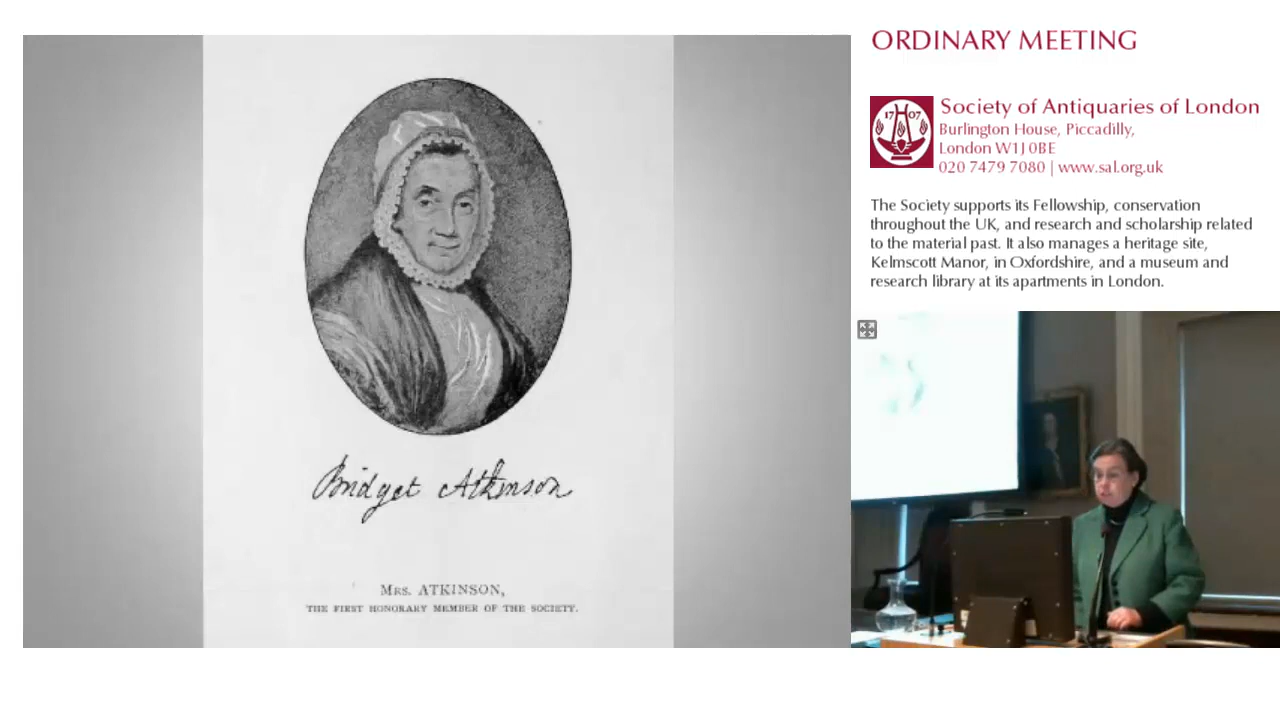 Bridget Atkinson
MRS. ATKINSON,
THE FIRST HONORARY MEMBER OF THE SOCIETY.
ORDINARY MEETING
17 07
Society of Antiquaries of London
Burlington House, Piccadilly,
London W1J 0BE
020 7479 7080 | www.sal.org.uk
The Society supports its Fellowship, conservation
throughout the UK, and research and scholarship related
to the material past. It also manages a heritage site,
Kelmscott Manor, in Oxfordshire, and a museum and
research library at its apartments in London.